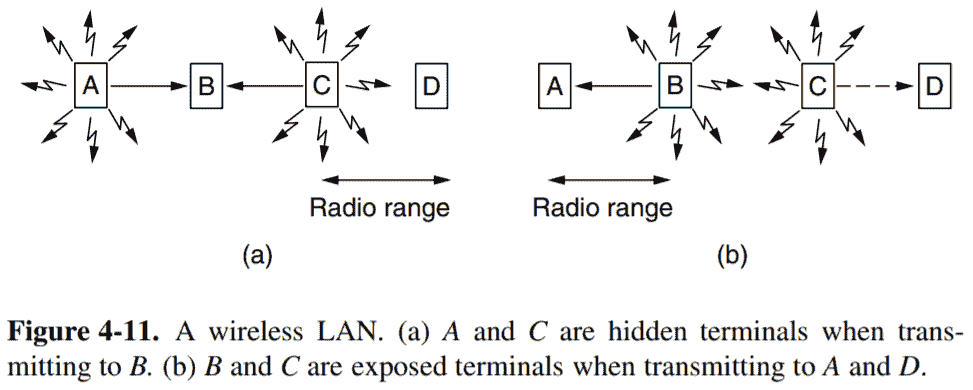 A B C D
A B C D
Radio range
Radio range
(a)
(b)
Figure 4-11. A wireless LAN. (a) A and C are hidden terminals when trans-
mitting to B. (b) B and C are exposed terminals when transmitting to A and D.